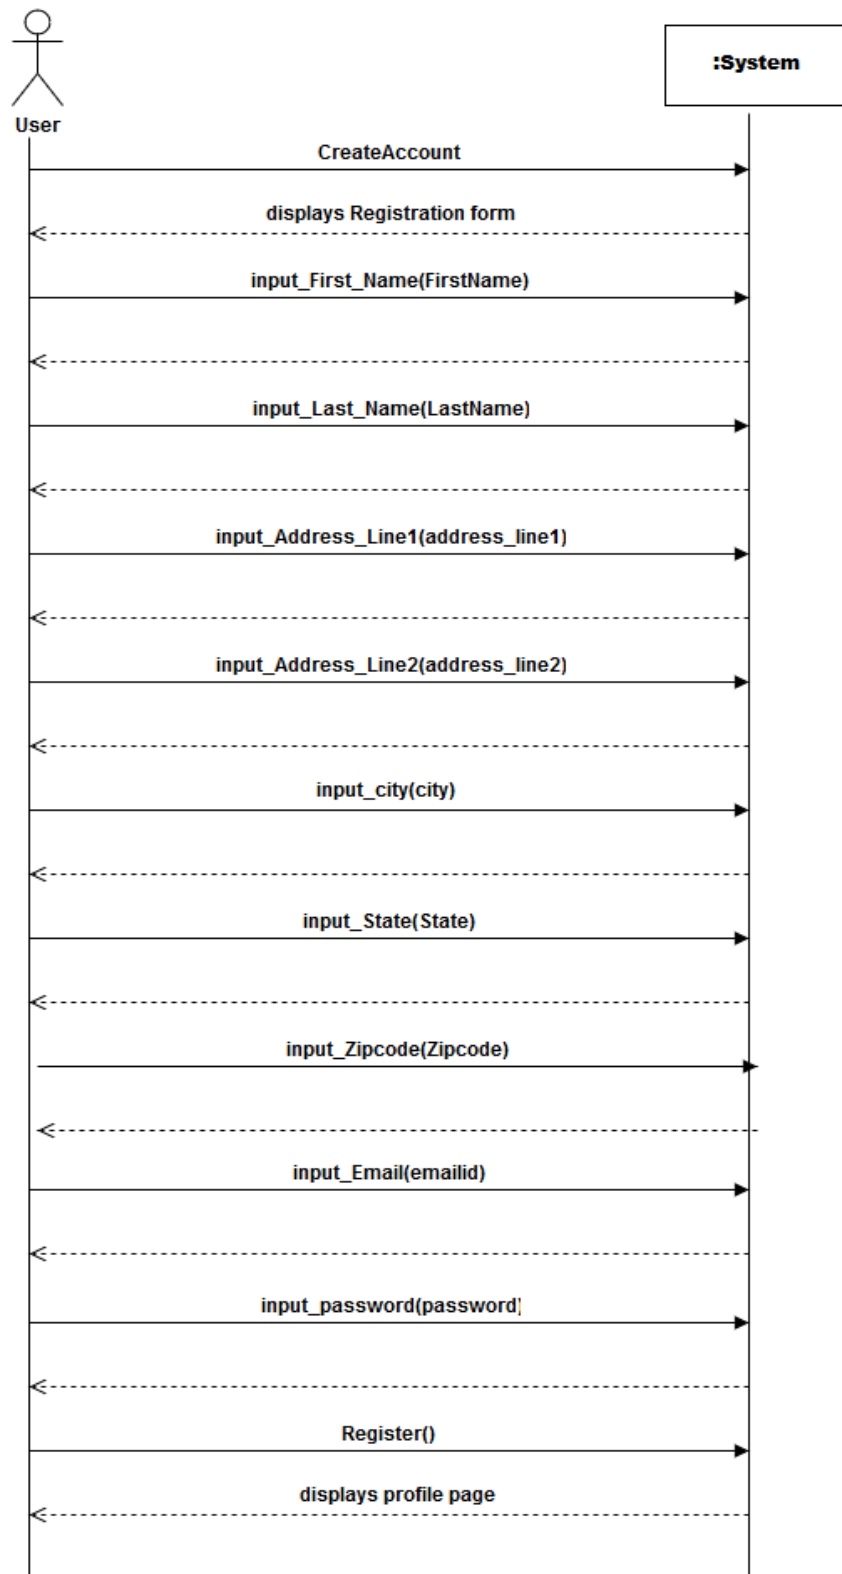 :System
User
CreateAccount
displays Registration form
input_First_Name(FirstName)
input_Last_Name(LastName)
input_Address_Line1(address_line1)
input_Address_Line2(address_line2)
input_city(city)
input_State(State)
input_Zipcode(Zipcode)
input_Email(emailid)
input_password(password)
Register()
displays profile page